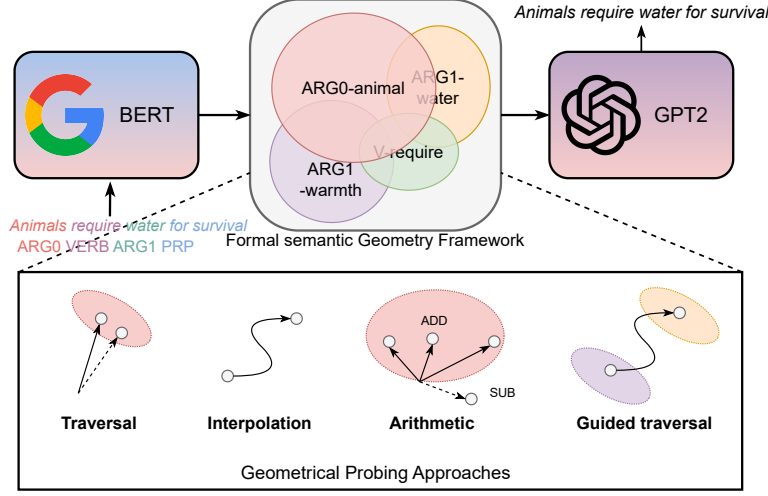 Animals require water for survival
BERT
ARG0-animal
ARG1-
water
V-require
ARG1
-warmth
GPT2
Animals require water for survival
ARG0 VERB ARG1 PRP
Formal semantic Geometry Framework
ADD
SUB
Traversal
Interpolation
Arithmetic
Guided traversal
Geometrical Probing Approaches